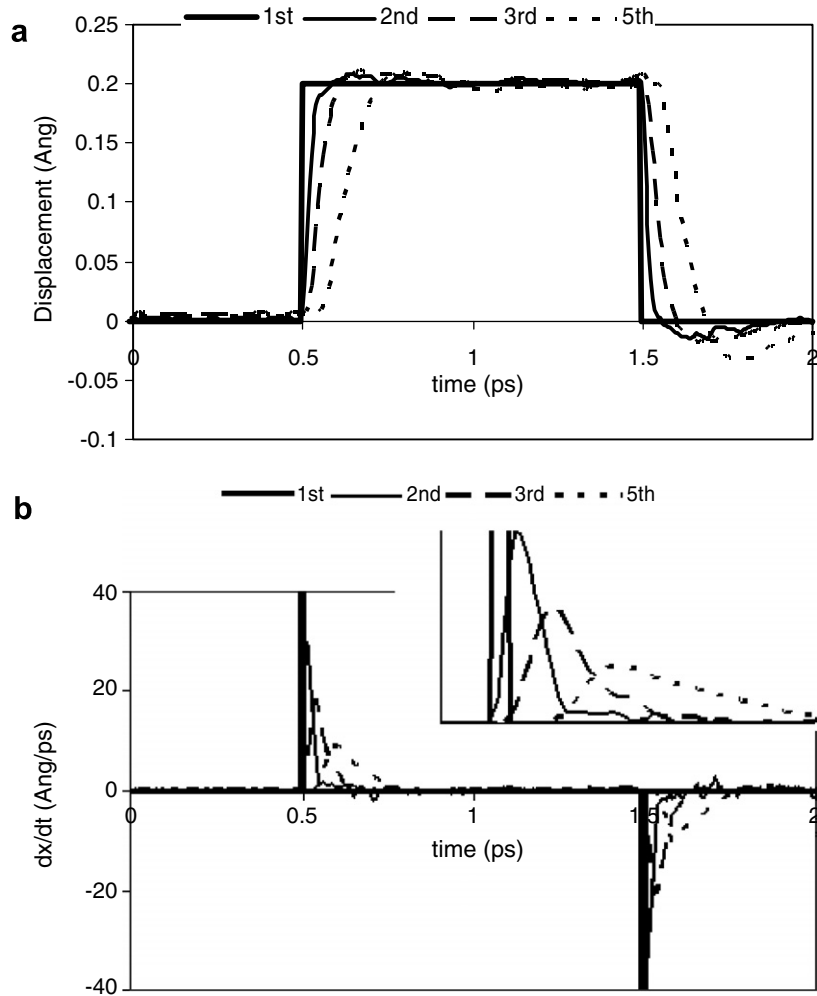 a
1st 2nd 3rd 5th
0.25
0.2
0.15
0.1
0.05
0
-0.05
-0.1
Displacement (Ang)
0 0.5 1 1.5 2
time (ps)
b
1st 2nd 3rd 5th
40
20
0
-20
-40
dx/dt (Ang/ps)
0 0.5 1 1.5 2
time (ps)